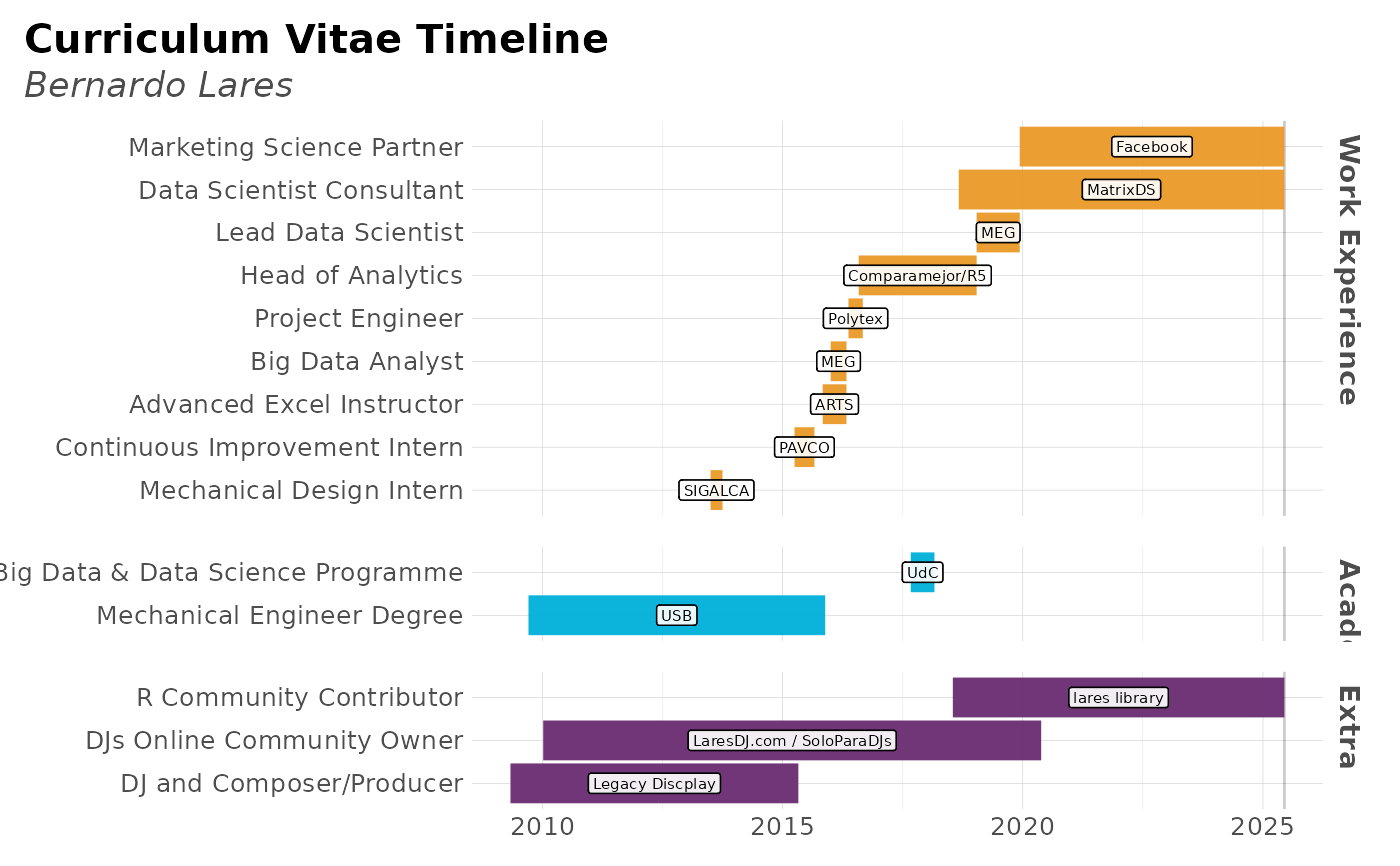 Curriculum Vitae Timeline
Bernardo Lares
Marketing Science Partner
Facebook
Data Scientist Consultant
MatrixDS
Lead Data Scientist
MEG
Head of Analytics
Comparamejor/R5
Project Engineer
Polytex
Big Data Analyst
MEG
Advanced Excel Instructor
ARTS
Continuous Improvement Intern
PAVCO
Mechanical Design Intern
SIGALCA
Work Experience
Big Data & Data Science Programme
UdC
Mechanical Engineer Degree
USB
Acad
R Community Contributor
lares library
DJs Online Community Owner
LaresDJ.com / SoloParaDJs
DJ and Composer/Producer
Legacy Discplay
Extra
2010 2015 2020 2025